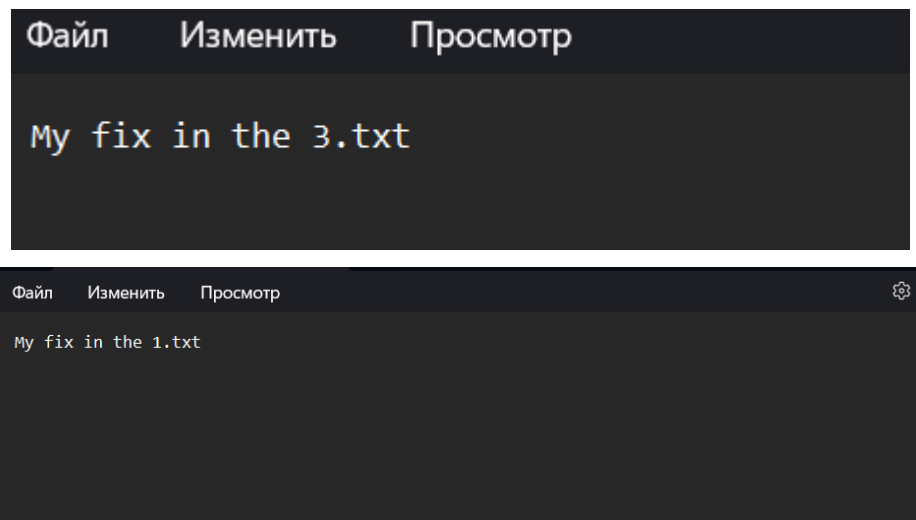 Файл Изменить Просмотр
My fix in the 3.txt
Файл Изменить Просмотр
My fix in the 1.txt